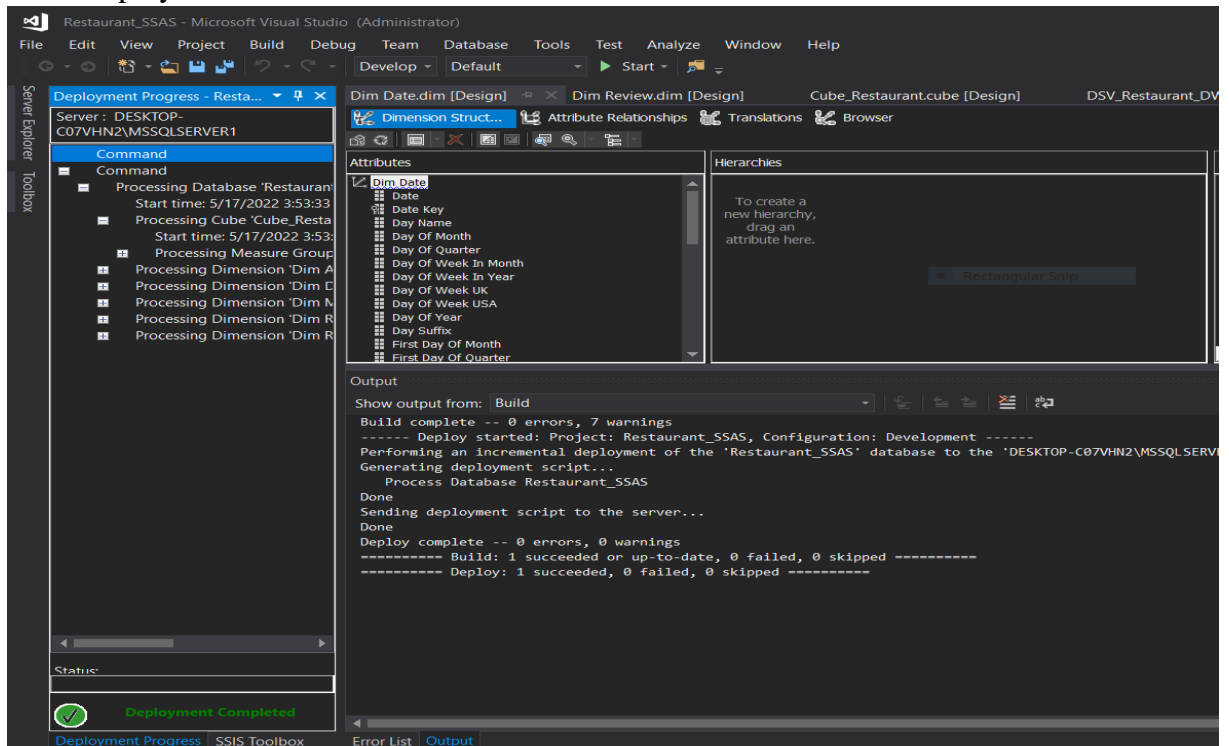 Restaurant_SSAS - Microsoft Visual Studio (Administrator)
File Edit View Project Build Debug Team Database Tools Test Analyze Window Help
Develop Default Start
Server Explorer
Toolbox
Deployment Progress - Resta...
Server : DESKTOP-
C07VHN2\MSSQLSERVER1
Command
Command
Processing Database 'Restauran
Start time: 5/17/2022 3:53:33
Processing Cube 'Cube_Resta
Start time: 5/17/2022 3:53:
Processing Measure Group
Processing Dimension 'Dim A
Processing Dimension 'Dim D
Processing Dimension 'Dim M
Processing Dimension 'Dim R
Processing Dimension 'Dim R
Status:
Deployment Completed
Deployment Progress SSIS Toolbox
Dim Date.dim [Design] Dim Review.dim [Design] Cube_Restaurant.cube [Design] DSV_Restaurant_DV
Dimension Struct... Attribute Relationships Translations Browser
Attributes
Dim Date
Date
Date Key
Day Name
Day Of Month
Day Of Quarter
Day Of Week In Month
Day Of Week In Year
Day Of Week UK
Day Of Week USA
Day Of Year
Day Suffix
First Day Of Month
First Day Of Quarter
Hierarchies
To create a
new hierarchy,
drag an
attribute here.
Rectangular Snip
Output
Show output from: Build
Build complete -- 0 errors, 7 warnings
------ Deploy started: Project: Restaurant_SSAS, Configuration: Development ------
Performing an incremental deployment of the 'Restaurant_SSAS' database to the 'DESKTOP-C07VHN2\MSSQLSERVE
Generating deployment script...
Process Database Restaurant_SSAS
Done
Sending deployment script to the server...
Done
Deploy complete -- 0 errors, 0 warnings
========== Build: 1 succeeded or up-to-date, 0 failed, 0 skipped ==========
========== Deploy: 1 succeeded, 0 failed, 0 skipped ==========
Error List Output